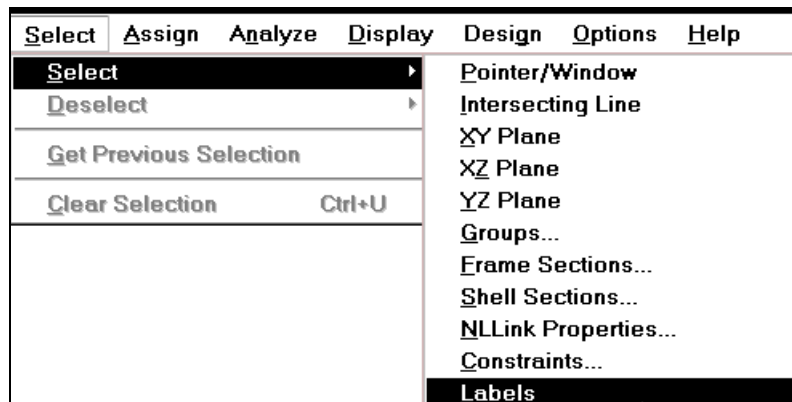 Select Assign Analyze Display Design Options Help
Select
Deselect
Get Previous Selection
Clear Selection Ctrl+U
Pointer/Window
Intersecting Line
XY Plane
XZ Plane
YZ Plane
Groups...
Frame Sections...
Shell Sections...
NLLink Properties...
Constraints...
Labels